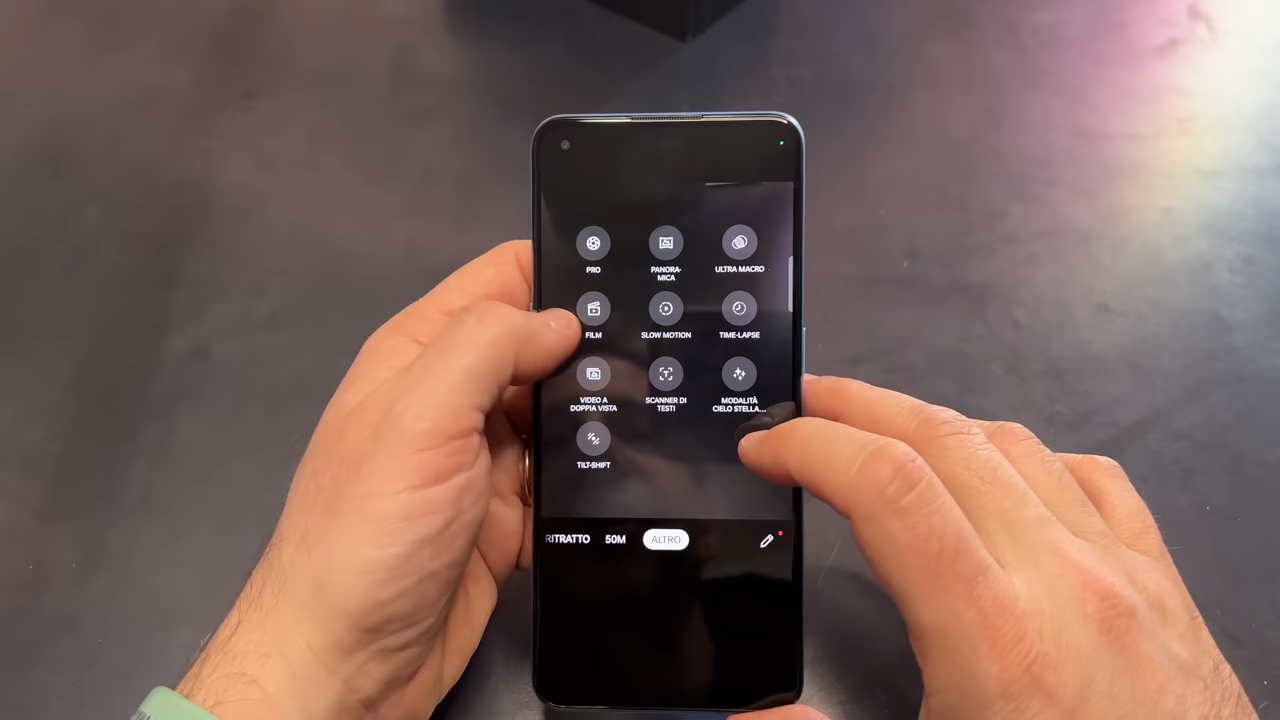 PRO
PANORA-
MICA
ULTRA MACRO
FILM
SLOW MOTION
TIME-LAPSE
VIDEO A
DOPPIA VISTA
SCANNER DI
TESTI
MODALITÀ
CIELO STELLA...
TILT-SHIFT
RITRATTO
50M
ALTRO